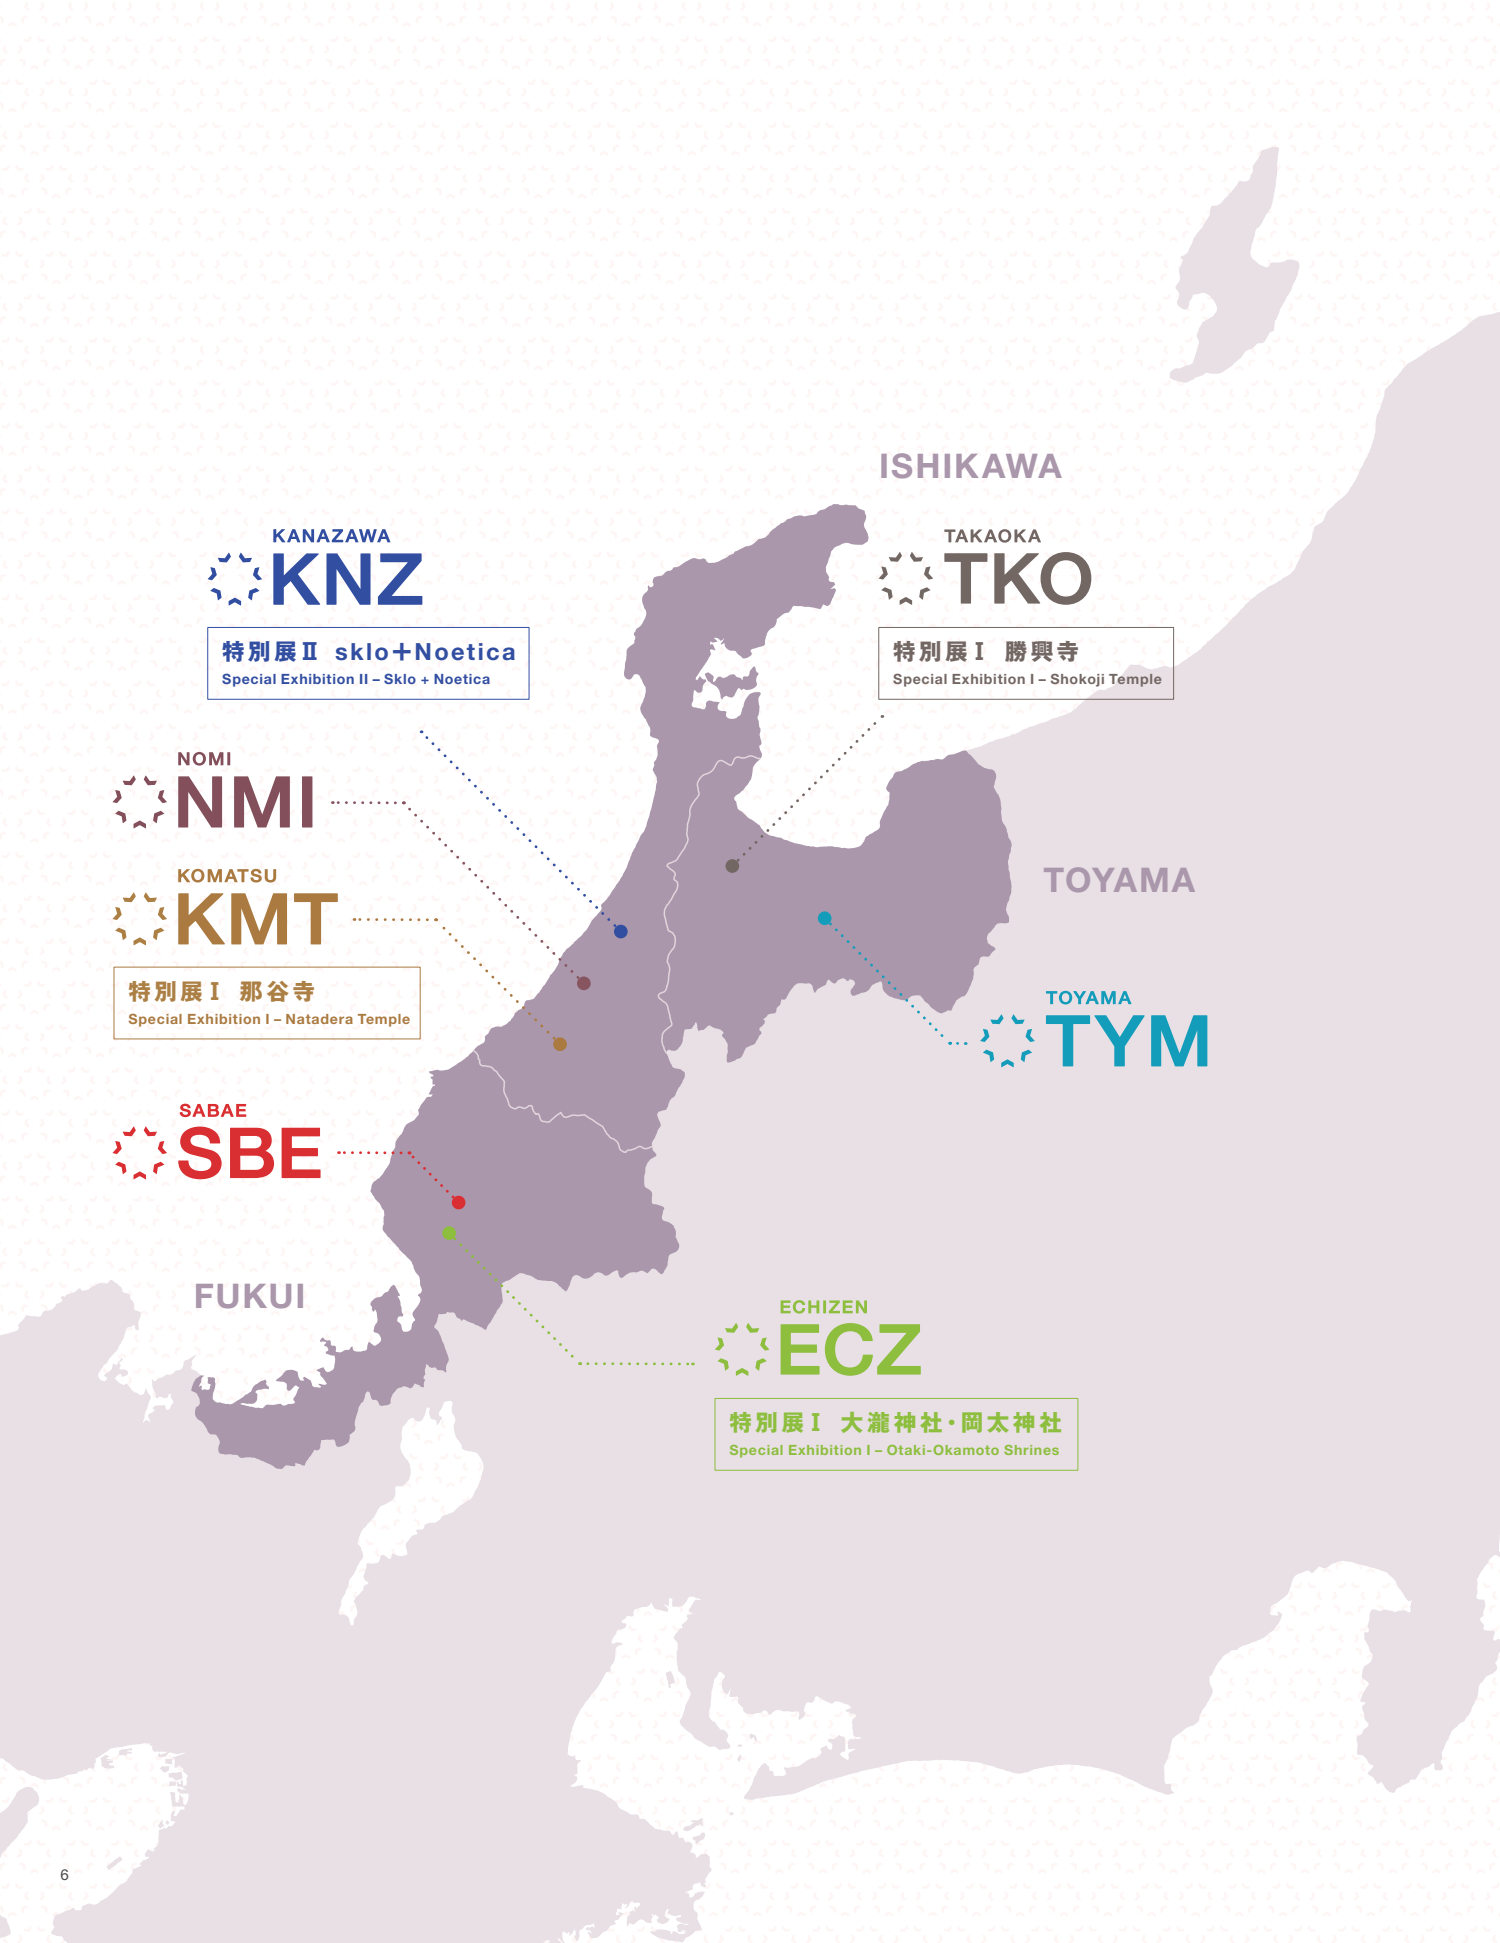 ISHIKAWA
KANAZAWA
KNZ
特別展Ⅱ sklo＋Noetica
Special Exhibition II – Sklo + Noetica
TAKAOKA
TKO
特別展Ⅰ 勝興寺
Special Exhibition I – Shokoji Temple
NOMI
NMI
KOMATSU
KMT
特別展Ⅰ 那谷寺
Special Exhibition I – Natadera Temple
TOYAMA
TOYAMA
TYM
SABAE
SBE
FUKUI
ECHIZEN
ECZ
特別展Ⅰ 大瀧神社・岡太神社
Special Exhibition I – Otaki-Okamoto Shrines
6